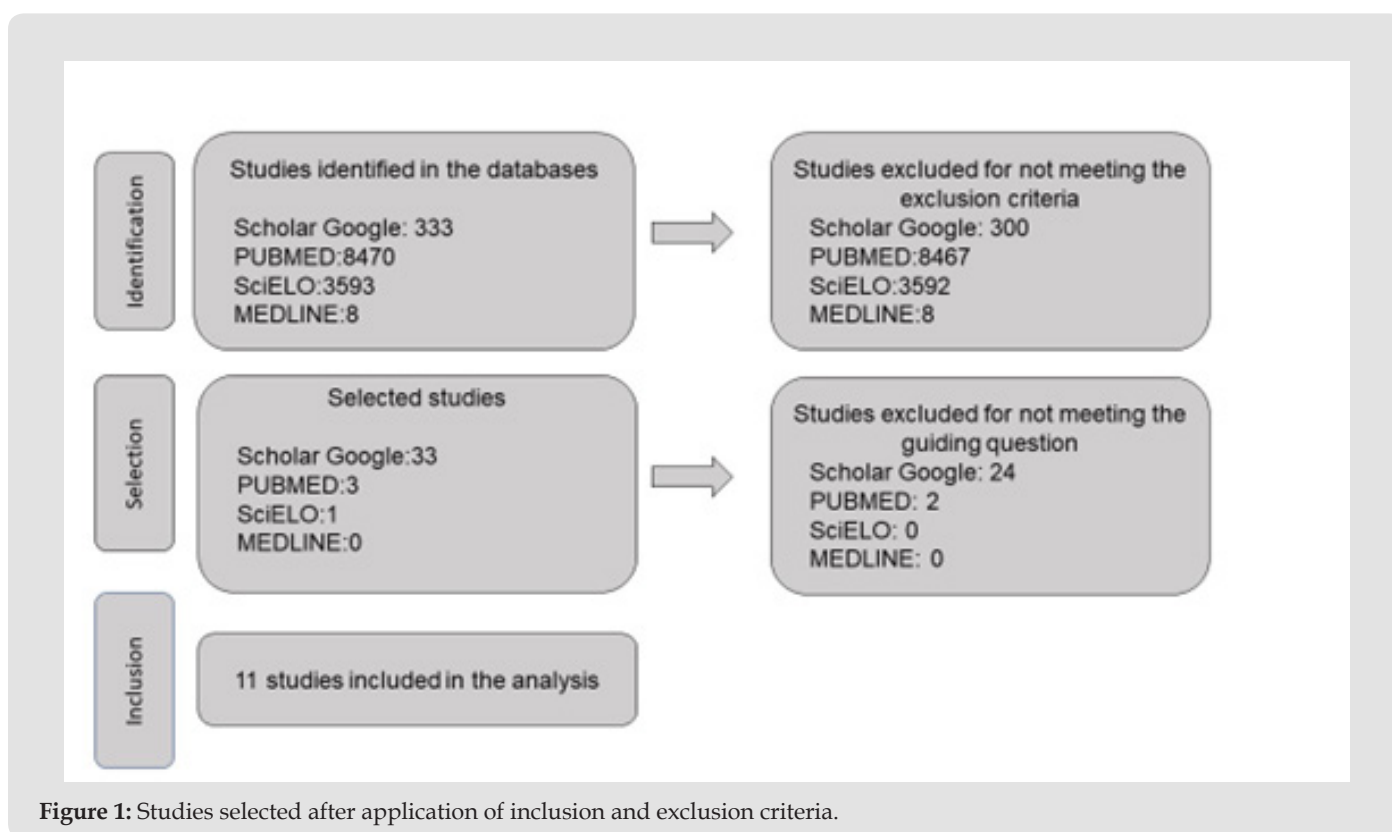 Identification
Studies identified in the databases
Scholar Google: 333
PUBMED:8470
SciELO:3593
MEDLINE:8
Studies excluded for not meeting the
exclusion criteria
Scholar Google: 300
PUBMED:8467
SciELO:3592
MEDLINE:8
Selection
Selected studies
Scholar Google:33
PUBMED:3
SciELO:1
MEDLINE:0
Studies excluded for not meeting the
guiding question
Scholar Google: 24
PUBMED: 2
SciELO: 0
MEDLINE: 0
Inclusion
11 studies included in the analysis
Figure 1: Studies selected after application of inclusion and exclusion criteria.